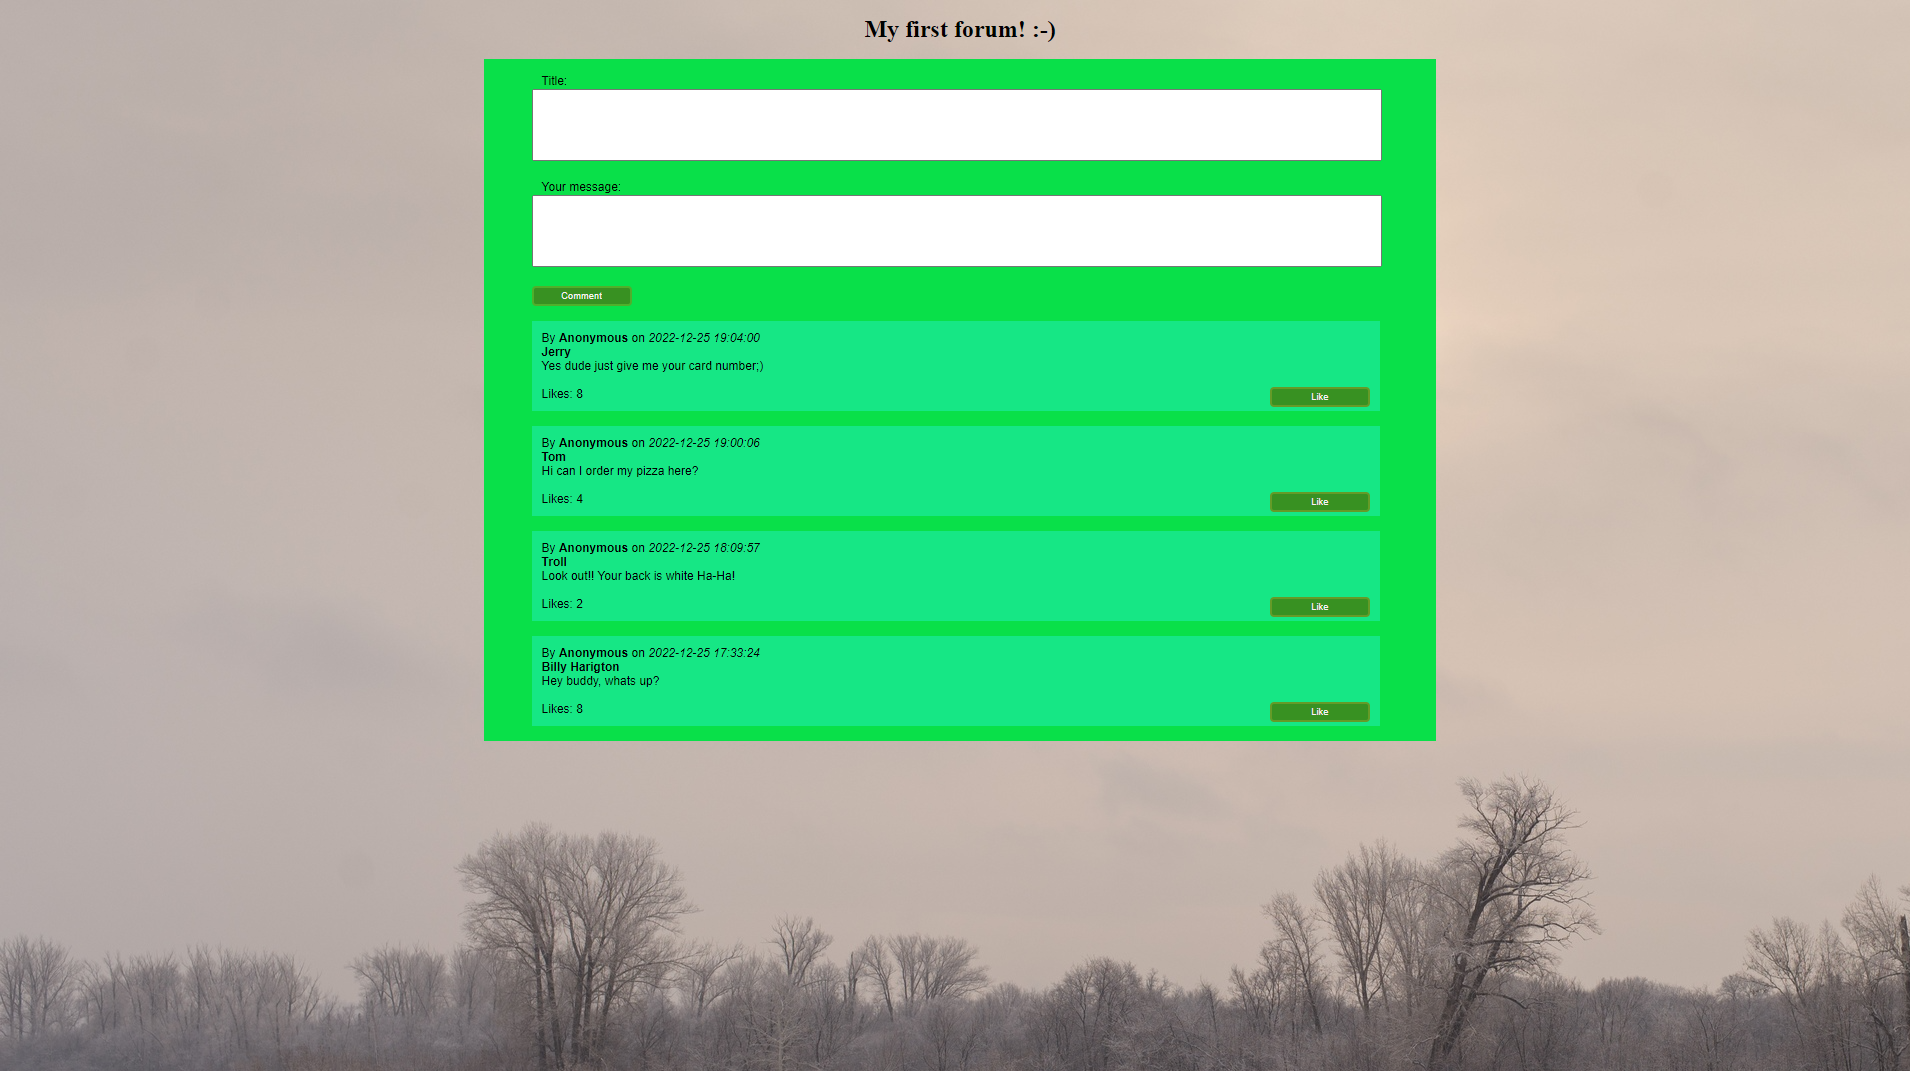 My first forum! :-)
Title:
Your message:
Comment
By Anonymous on 2022-12-25 19:04:00
Jerry
Yes dude just give me your card number;)
Likes: 8
Like
By Anonymous on 2022-12-25 19:00:06
Tom
Hi can I order my pizza here?
Likes: 4
Like
By Anonymous on 2022-12-25 18:09:57
Troll
Look out!! Your back is white Ha-Ha!
Likes: 2
Like
By Anonymous on 2022-12-25 17:33:24
Billy Harigton
Hey buddy, whats up?
Likes: 8
Like